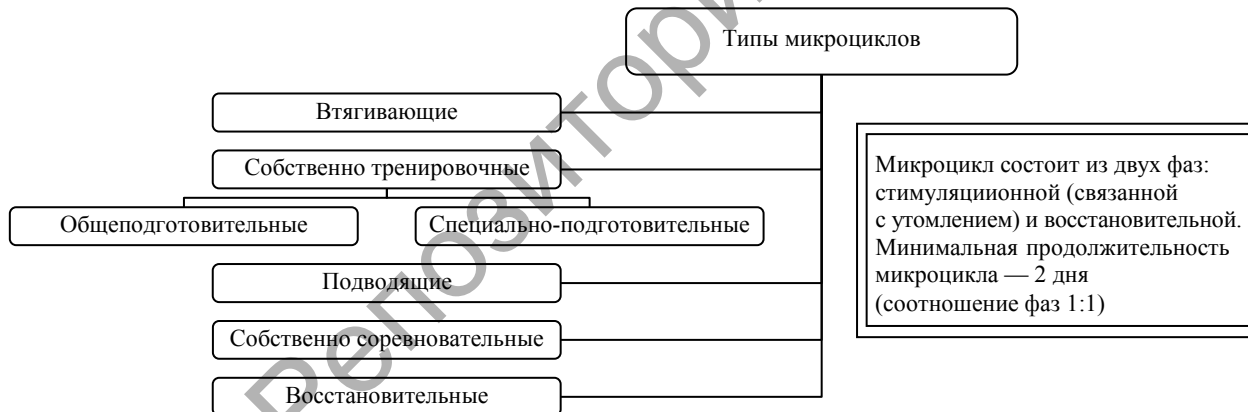 Типы микроциклов
Втягивающие
Собственно тренировочные
Общеподготовительные
Специально-подготовительные
Подводящие
Собственно соревновательные
Восстановительные
Микроцикл состоит из двух фаз:
стимуляциионной (связанной
с утомлением) и восстановительной.
Минимальная продолжительность
микроцикла — 2 дня
(соотношение фаз 1:1)
Репозитори